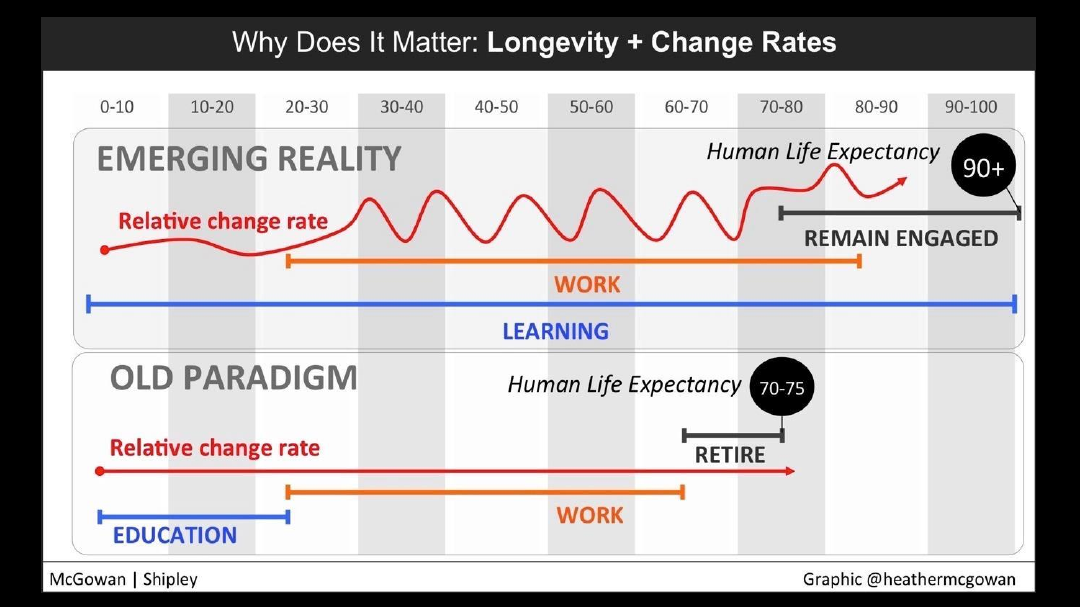 Why Does It Matter: Longevity + Change Rates
0-10 10-20 20-30 30-40 40-50 50-60 60-70 70-80 80-90 90-100
EMERGING REALITY
Human Life Expectancy
90+
Relative change rate
REMAIN ENGAGED
WORK
LEARNING
OLD PARADIGM
Human Life Expectancy
70-75
Relative change rate
RETIRE
WORK
EDUCATION
McGowan | Shipley
Graphic @heathermcgowan